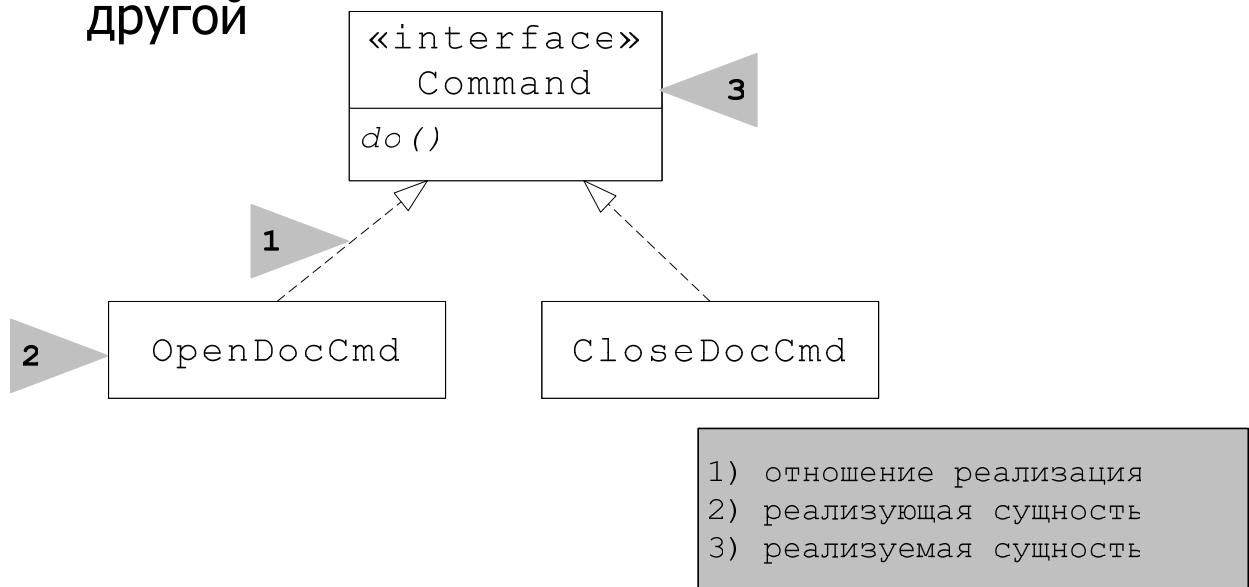 другой
«interface»
Command
3
do()
1
2
OpenDocCmd
CloseDocCmd
1) отношение реализация
2) реализующая сущность
3) реализуемая сущность